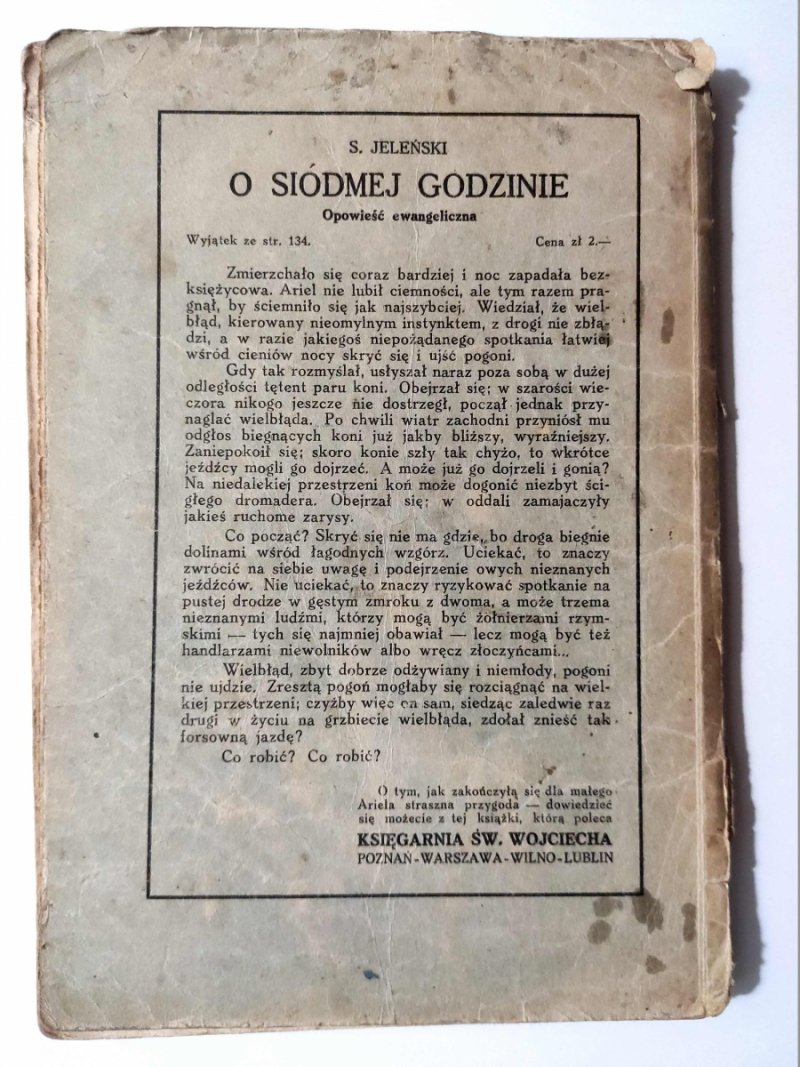 S. JELEŃSKI
O SIÓDMEJ GODZINIE
Opowieść ewangeliczna
Wyjątek ze str. 134. Cena zł 2.—
Zmierzchało się coraz bardziej i noc zapadała bez-
księżycowa. Ariel nie lubił ciemności, ale tym razem pra-
gnął, by ściemniło się jak najszybciej. Wiedział, że wiel-
błąd, kierowany nieomylnym instynktem, z drogi nie zbłą-
dzi, a w razie jakiegoś niepożądanego spotkania łatwiej
wśród cieniów nocy skryć się i ujść pogoni.
Gdy tak rozmyślał, usłyszał naraz poza sobą w dużej
odległości tętent paru koni. Obejrzał się; w szarości wie-
czora nikogo jeszcze nie dostrzegł, począł jednak przy-
naglać wielbłąda. Po chwili wiatr zachodni przyniósł mu
odgłos biegnących koni już jakby bliższy, wyraźniejszy.
Zaniepokoił się; skoro konie szły tak chyżo, to wkrótce
jeźdźcy mogli go dojrzeć. A może już go dojrzeli i gonią?
Na niedalekiej przestrzeni koń może dogonić niezbyt ści-
głego dromadera. Obejrzał się; w oddali zamajaczyły
jakieś ruchome zarysy.
Co począć? Skryć się nie ma gdzie, bo droga biegnie
dolinami wśród łagodnych wzgórz. Uciekać, to znaczy
zwrócić na siebie uwagę i podejrzenie owych nieznanych
jeźdźców. Nie uciekać, to znaczy ryzykować spotkanie na
pustej drodze w gęstym zmroku z dwoma, a może trzema
nieznanymi ludźmi, którzy mogą być żołnierzami rzym-
skimi — tych się najmniej obawiał — lecz mogą być też
handlarzami niewolników albo wręcz złoczyńcami...
Wielbłąd, zbyt dobrze odżywiany i niemłody, pogoni
nie ujdzie. Zresztą pogoń mogłaby się rozciągnąć na wiel-
kiej przestrzeni; czyżby więc on sam, siedząc zaledwie raz
drugi w życiu na grzbiecie wielbłąda, zdołał znieść tak
forsowną jazdę?
Co robić? Co robić?
O tym, jak zakończyłą się dla małego
Ariela straszna przygoda — dowiedzieć
się możecie z tej książki, którą poleca
KSIĘGARNIA ŚW. WOJCIECHA
POZNAŃ-WARSZAWA-WILNO-LUBLIN